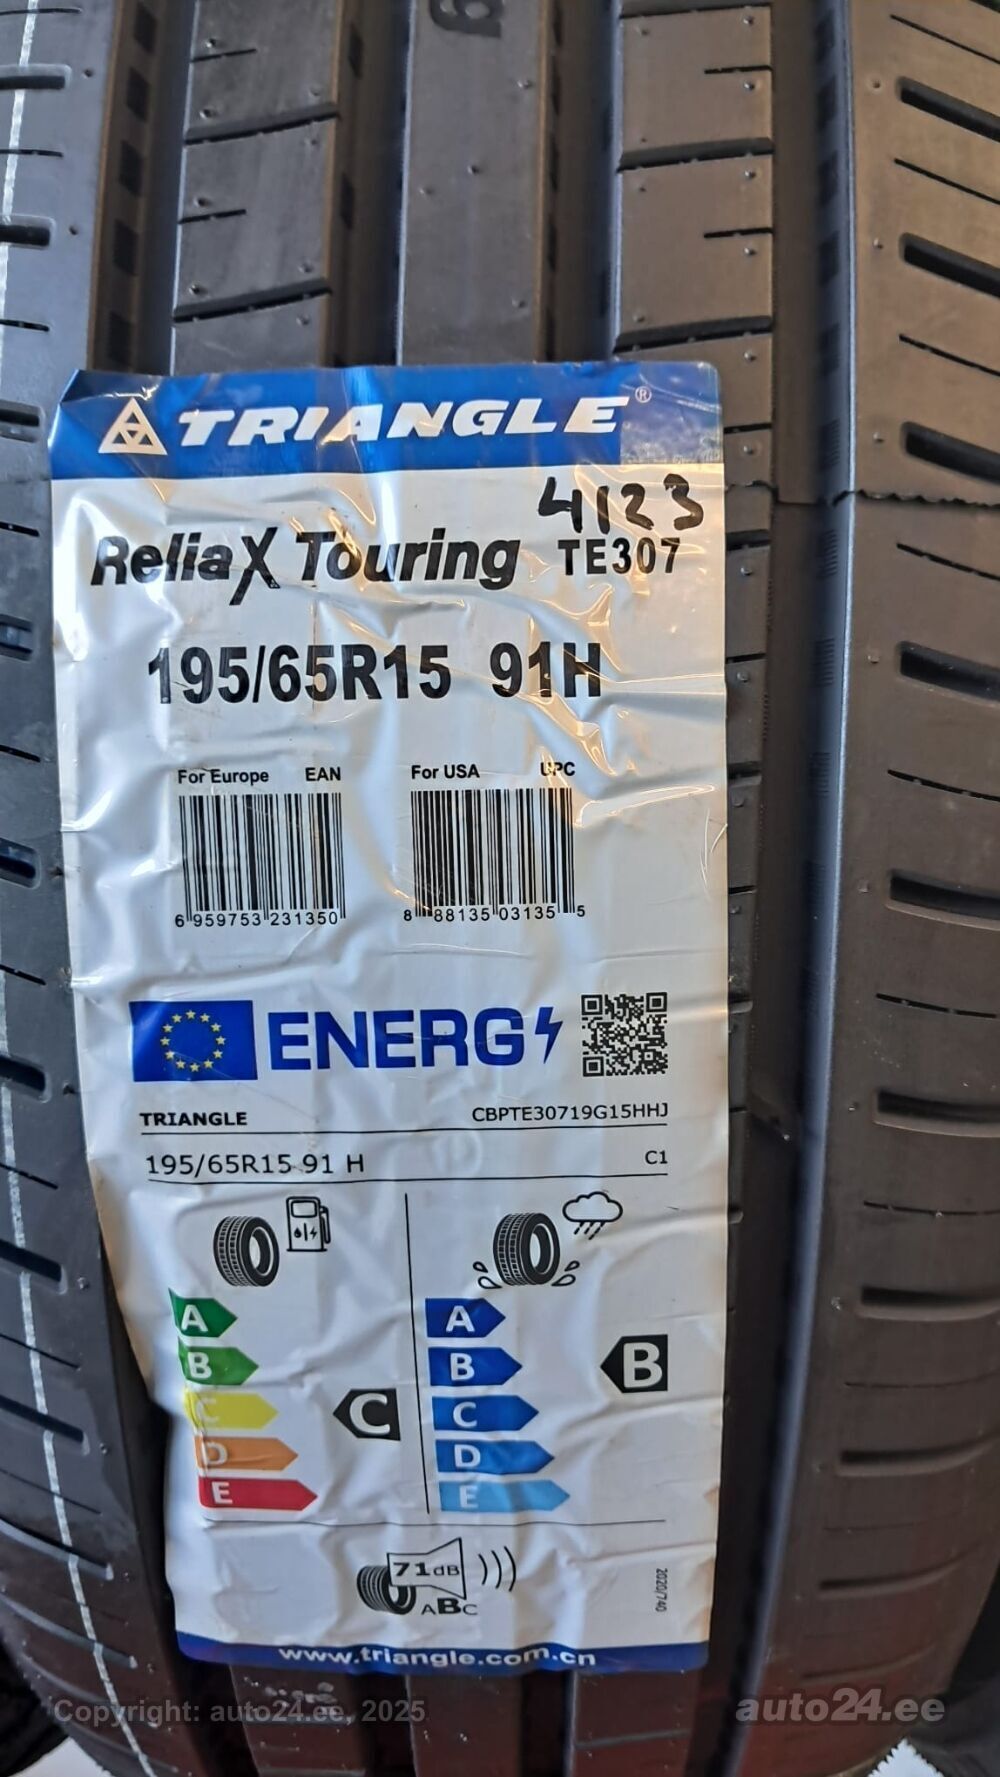 TRIANGLE®
4123
ReliaX Touring TE307
195/65R15 91H
For Europe EAN For USA UPC
6 959753 231350 8 88135 03135 5
ENERG
TRIANGLE CBPTE30719G15HHJ
195/65R15 91 H C1
A A
B B B
C C C
D D
E E
71dB
ABC
2020/740
www.triangle.com.cn
Copyright: auto24.ee, 2025 auto24.ee